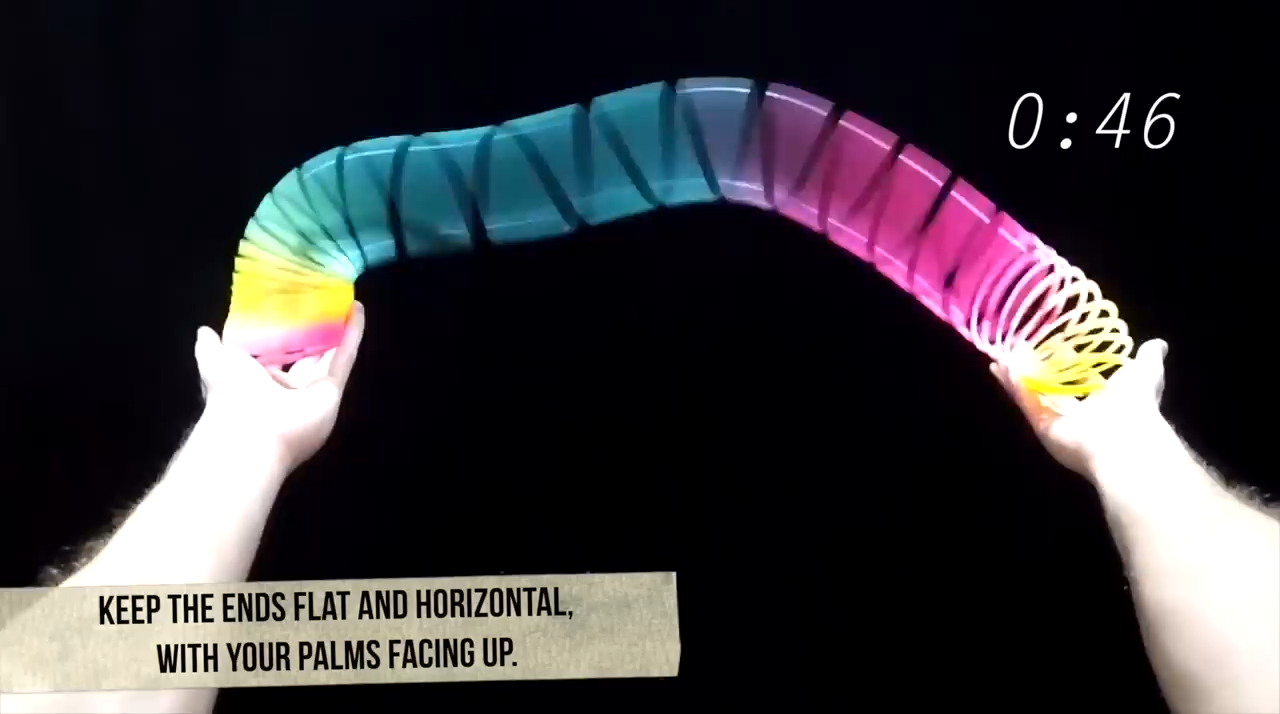 0:46
KEEP THE ENDS FLAT AND HORIZONTAL,
WITH YOUR PALMS FACING UP.